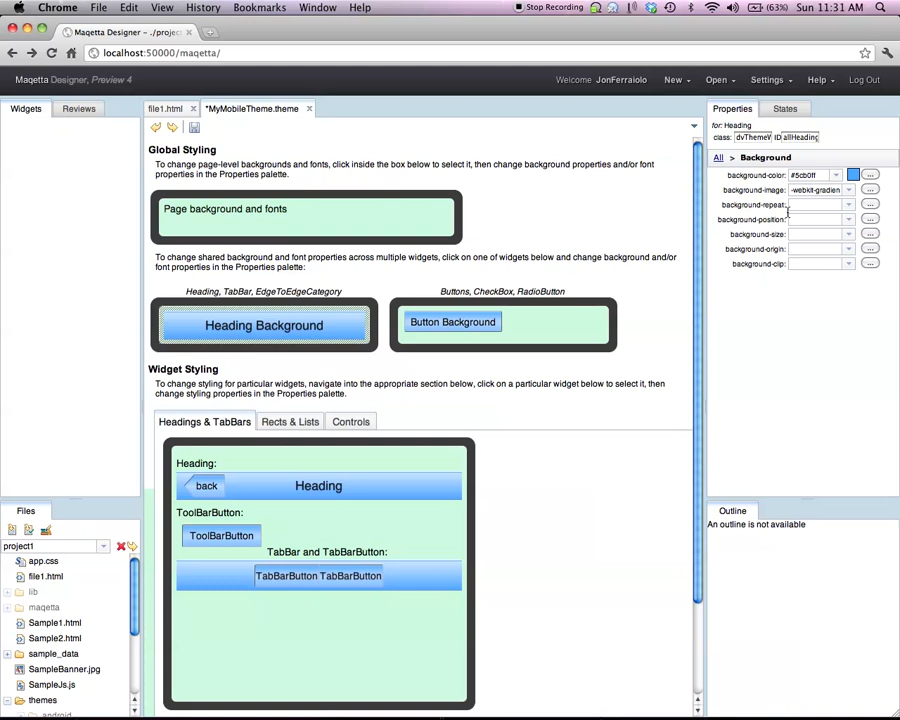 Chrome File Edit View History Bookmarks Window Help Stop Recording (63%) Sun 11:31 AM
Maqetta Designer - ./projec
localhost:50000/maqetta/
Maqetta Designer, Preview 4 Welcome JonFerraiolo New Open Settings Help Log Out
Widgets Reviews
file1.html *MyMobileTheme.theme
Properties States
for: Heading
class: dvThemeW ID allHeading
All > Background
background-color: #5cb0ff ...
background-image: -webkit-gradien ...
background-repeat: ...
background-position: ...
background-size: ...
background-origin: ...
background-clip: ...
Global Styling
To change page-level backgrounds and fonts, click inside the box below to select it, then change background properties and/or font
properties in the Properties palette.
Page background and fonts
To change shared background and font properties across multiple widgets, click on one of widgets below and change background and/or
font properties in the Properties palette:
Heading, TabBar, EdgeToEdgeCategory
Buttons, CheckBox, RadioButton
Heading Background
Button Background
Widget Styling
To change styling for particular widgets, navigate into the appropriate section below, click on a particular widget below to select it, then
change styling properties in the Properties palette.
Headings & TabBars Rects & Lists Controls
Heading:
back Heading
ToolBarButton:
ToolBarButton
TabBar and TabBarButton:
TabBarButton TabBarButton
Files
project1
app.css
file1.html
lib
maqetta
Sample1.html
Sample2.html
sample_data
SampleBanner.jpg
SampleJs.js
themes
android
Outline
An outline is not available